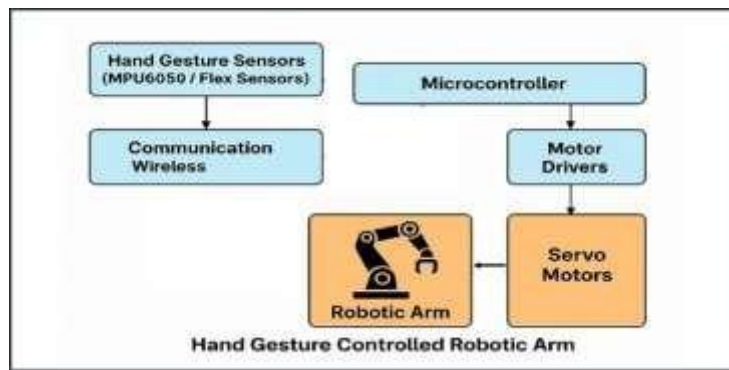 Hand Gesture Sensors
(MPU6050 / Flex Sensors)
Communication
Wireless
Microcontroller
Motor
Drivers
Servo
Motors
Robotic Arm
Hand Gesture Controlled Robotic Arm